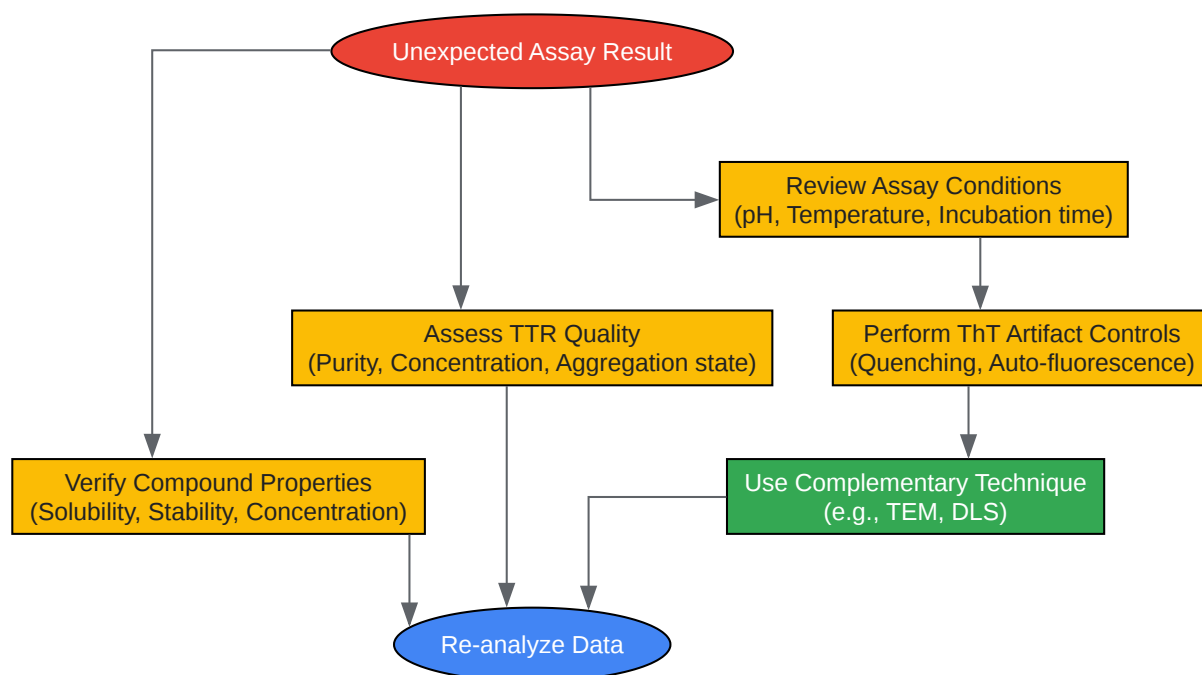 Unexpected Assay Result
Review Assay Conditions
(pH, Temperature, Incubation time)
Assess TTR Quality
(Purity, Concentration, Aggregation state)
Perform ThT Artifact Controls
(Quenching, Auto-fluorescence)
Verify Compound Properties
(Solubility, Stability, Concentration)
Use Complementary Technique
(e.g., TEM, DLS)
Re-analyze Data